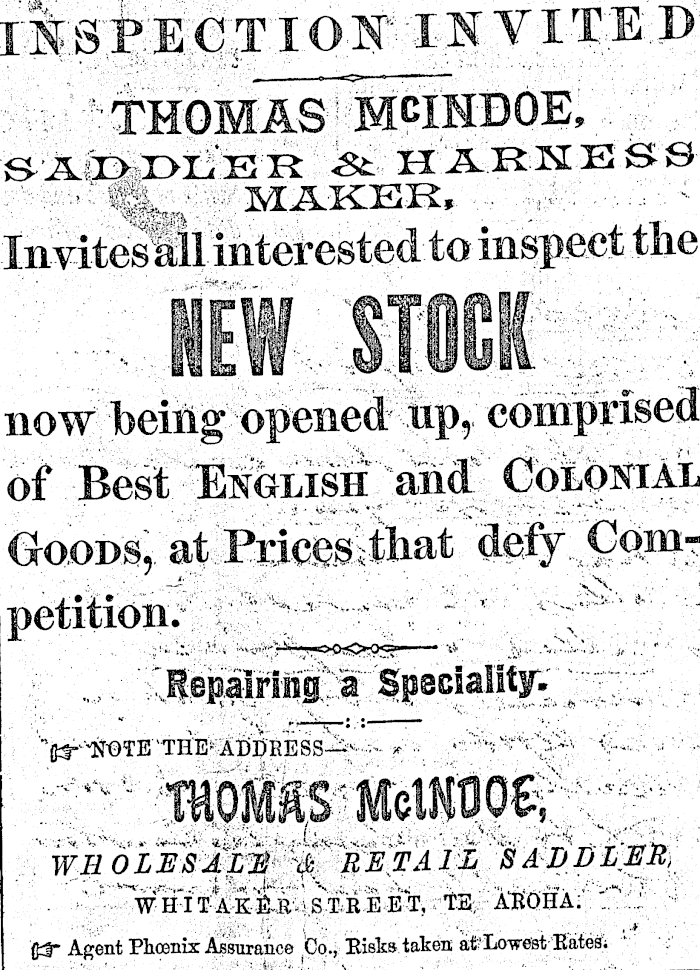 INSPECTION INVITED
THOMAS McINDOE,
SADDLER & HARNESS
MAKER,
Invites all interested to inspect the
NEW STOCK
now being opened up, comprised
of Best ENGLISH and COLONIAL
GOODS, at Prices that defy Com-
petition.
Repairing a Speciality.
☞ NOTE THE ADDRESS—
THOMAS McINDOE,
WHOLESALE & RETAIL SADDLER,
WHITAKER STREET, TE AROHA.
☞ Agent Phœnix Assurance Co., Risks taken at Lowest Rates.